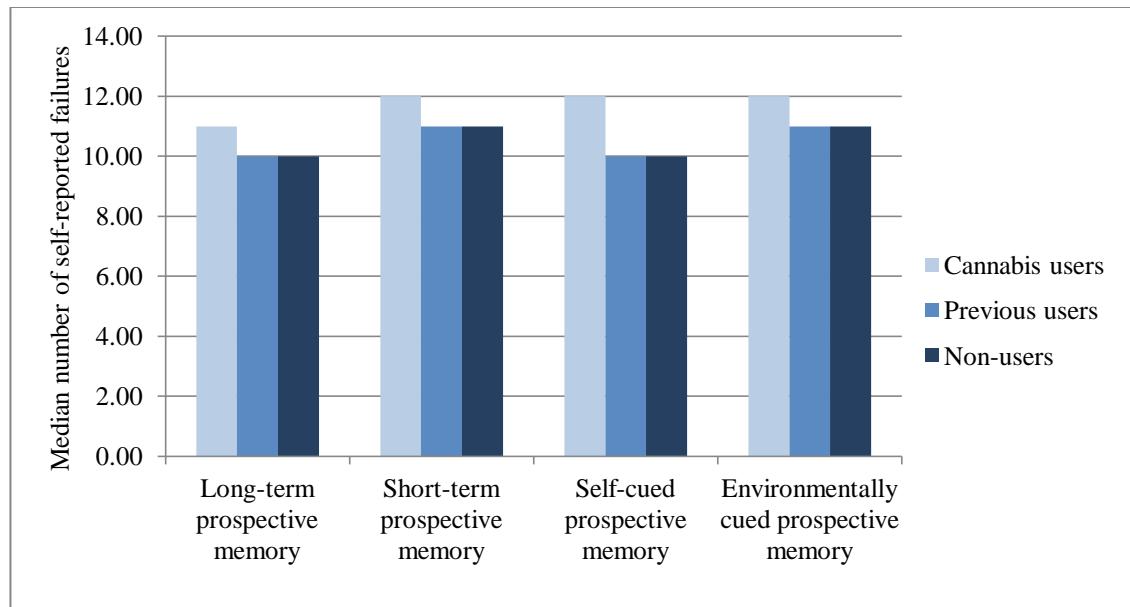 Median number of self-reported failures
14.00
12.00
10.00
8.00
6.00
4.00
2.00
0.00
Long-term
prospective
memory
Short-term
prospective
memory
Self-cued
prospective
memory
Environmentally
cued prospective
memory
Cannabis users
Previous users
Non-users